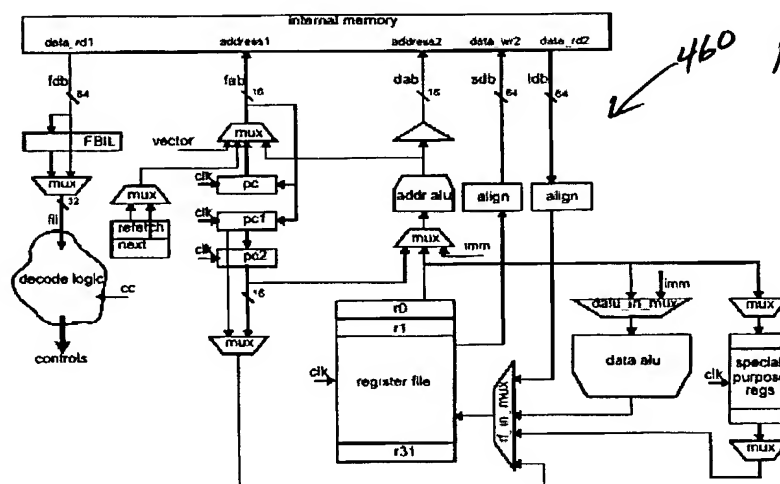 internal memory
data_rd1 address1 address2 data_wr2 data_rd2
460
fdb fab dab sdb ldb
64 16 16 64 64
FBIL vector mux
mux mux clk pc addr alu align align
32
fli refetch clk pc1
next mux imm
decode logic clk pc2
cc 16
controls mux
r0 imm
r1 dalu_in_mux mux
clk register file rf_in_mux data alu clk special purpose regs
r31 mux